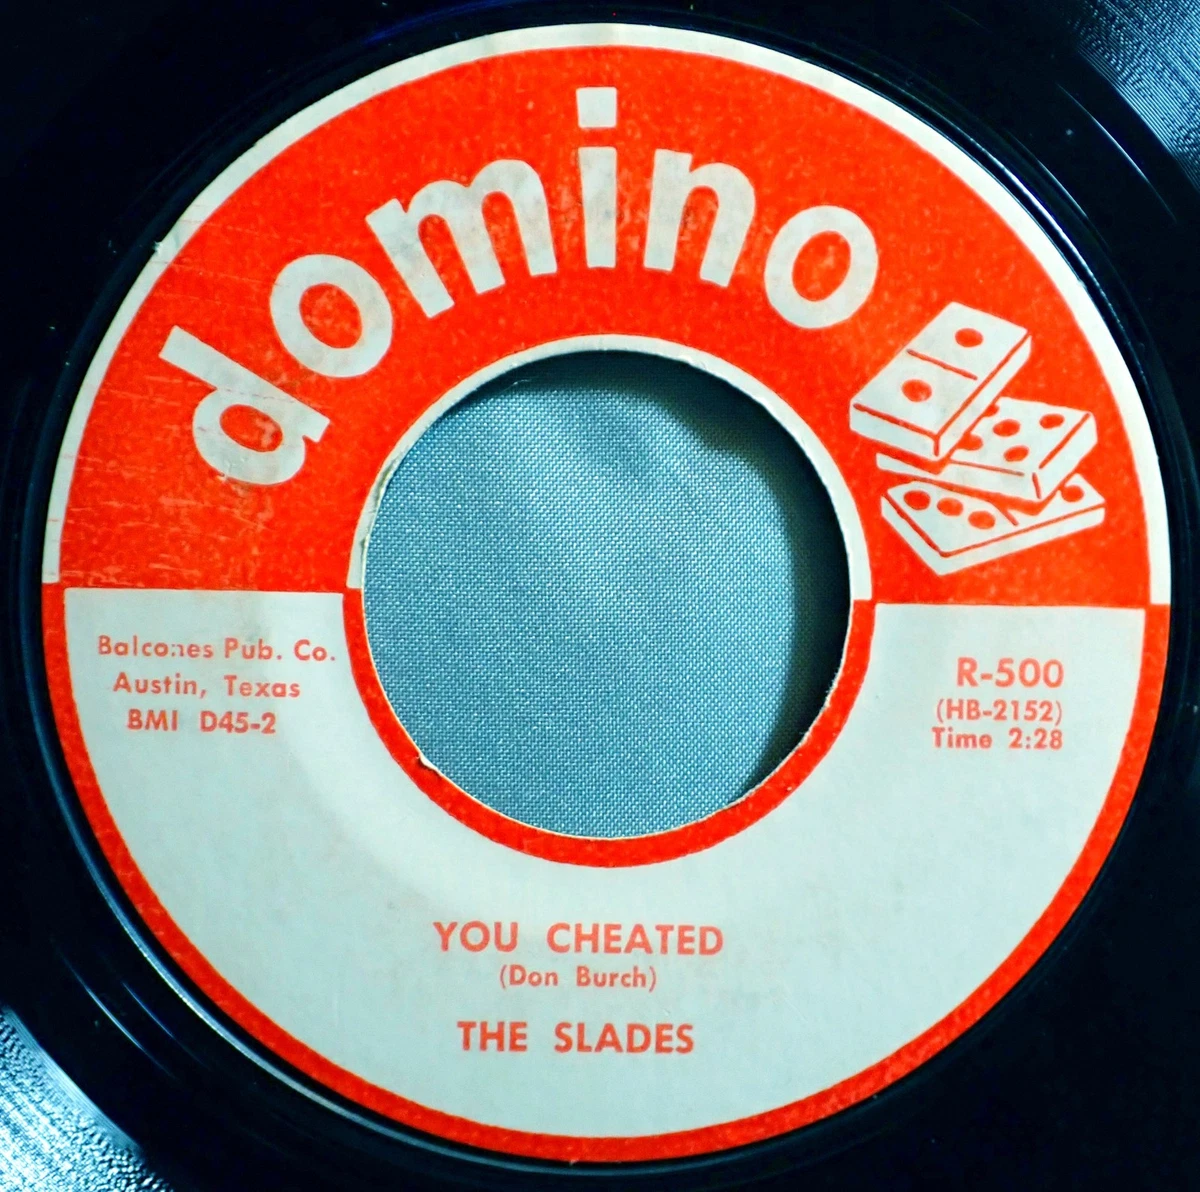 domino
Balcones Pub. Co.
Austin, Texas
BMI D45-2
R-500
(HB-2152)
Time 2:28
YOU CHEATED
(Don Burch)
THE SLADES